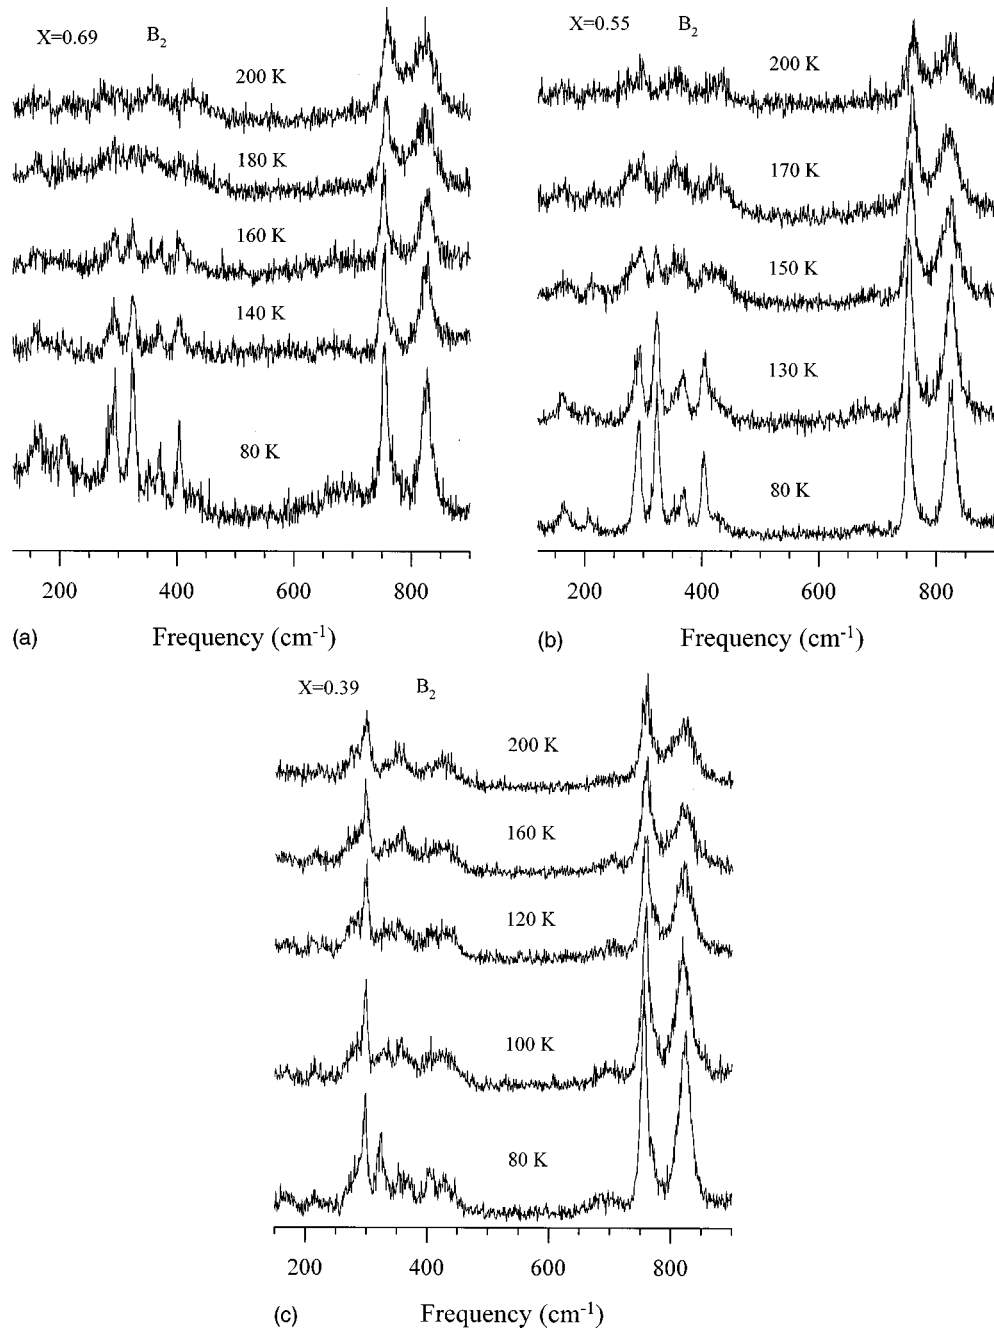 X=0.69 B₂
200 K
180 K
160 K
140 K
80 K
200 400 600 800
(a) Frequency (cm⁻¹)
X=0.55 B₂
200 K
170 K
150 K
130 K
80 K
200 400 600 800
(b) Frequency (cm⁻¹)
X=0.39 B₂
200 K
160 K
120 K
100 K
80 K
200 400 600 800
(c) Frequency (cm⁻¹)